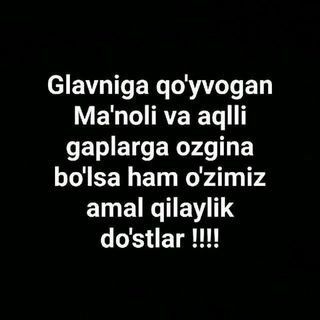 Glavniga qo'yvogan
Ma'noli va aqlli
gaplarga ozgina
bo'lsa ham o'zimiz
amal qilaylik
do'stlar !!!!